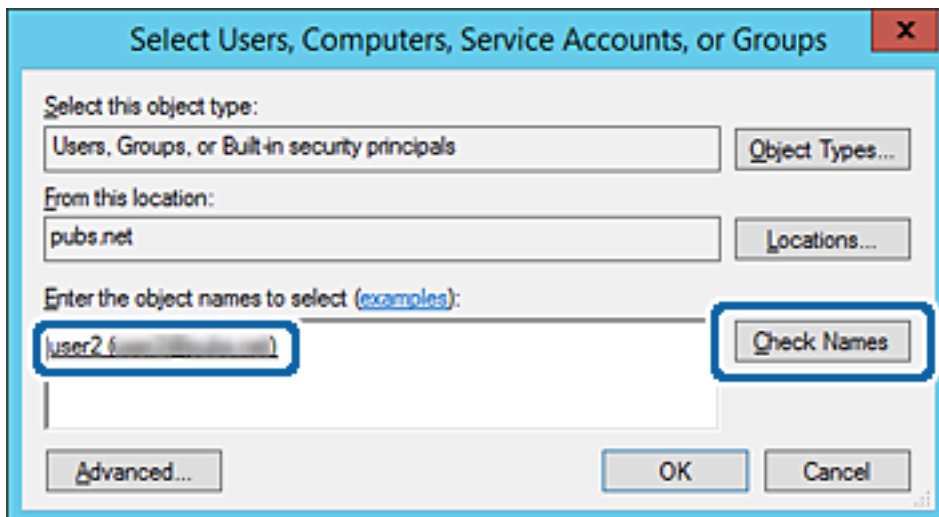 Select Users, Computers, Service Accounts, or Groups
x
Select this object type:
Users, Groups, or Built-in security principals
Object Types...
From this location:
pubs.net
Locations...
Enter the object names to select (examples):
user2 (
)
Check Names
Advanced...
OK
Cancel